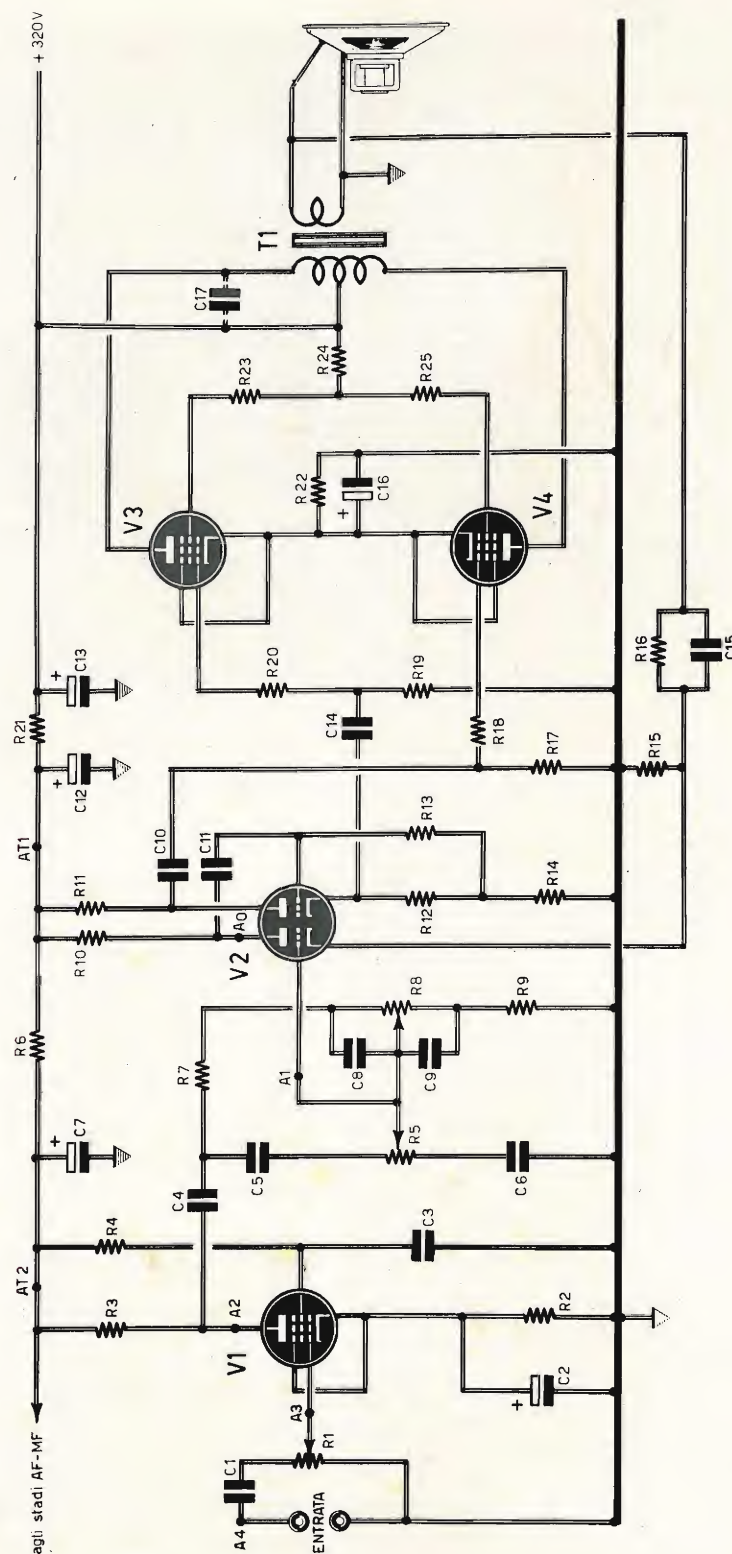 agli stadi AF-MF
AT2
R6
AT1
R21
+ 320V
C7
+
C12
+
C13
+
R3
R4
R10
R11
C10
C11
C17
T1
A2
C4
R7
A0
V1
V2
V3
V4
A4
C1
ENTRATA
A3
R1
C2
+
R2
C3
C5
R5
C6
A1
C8
C9
R8
R9
R12
R13
R14
C14
R20
R19
R18
R17
R15
R22
+
C16
R23
R24
R25
R16
C15